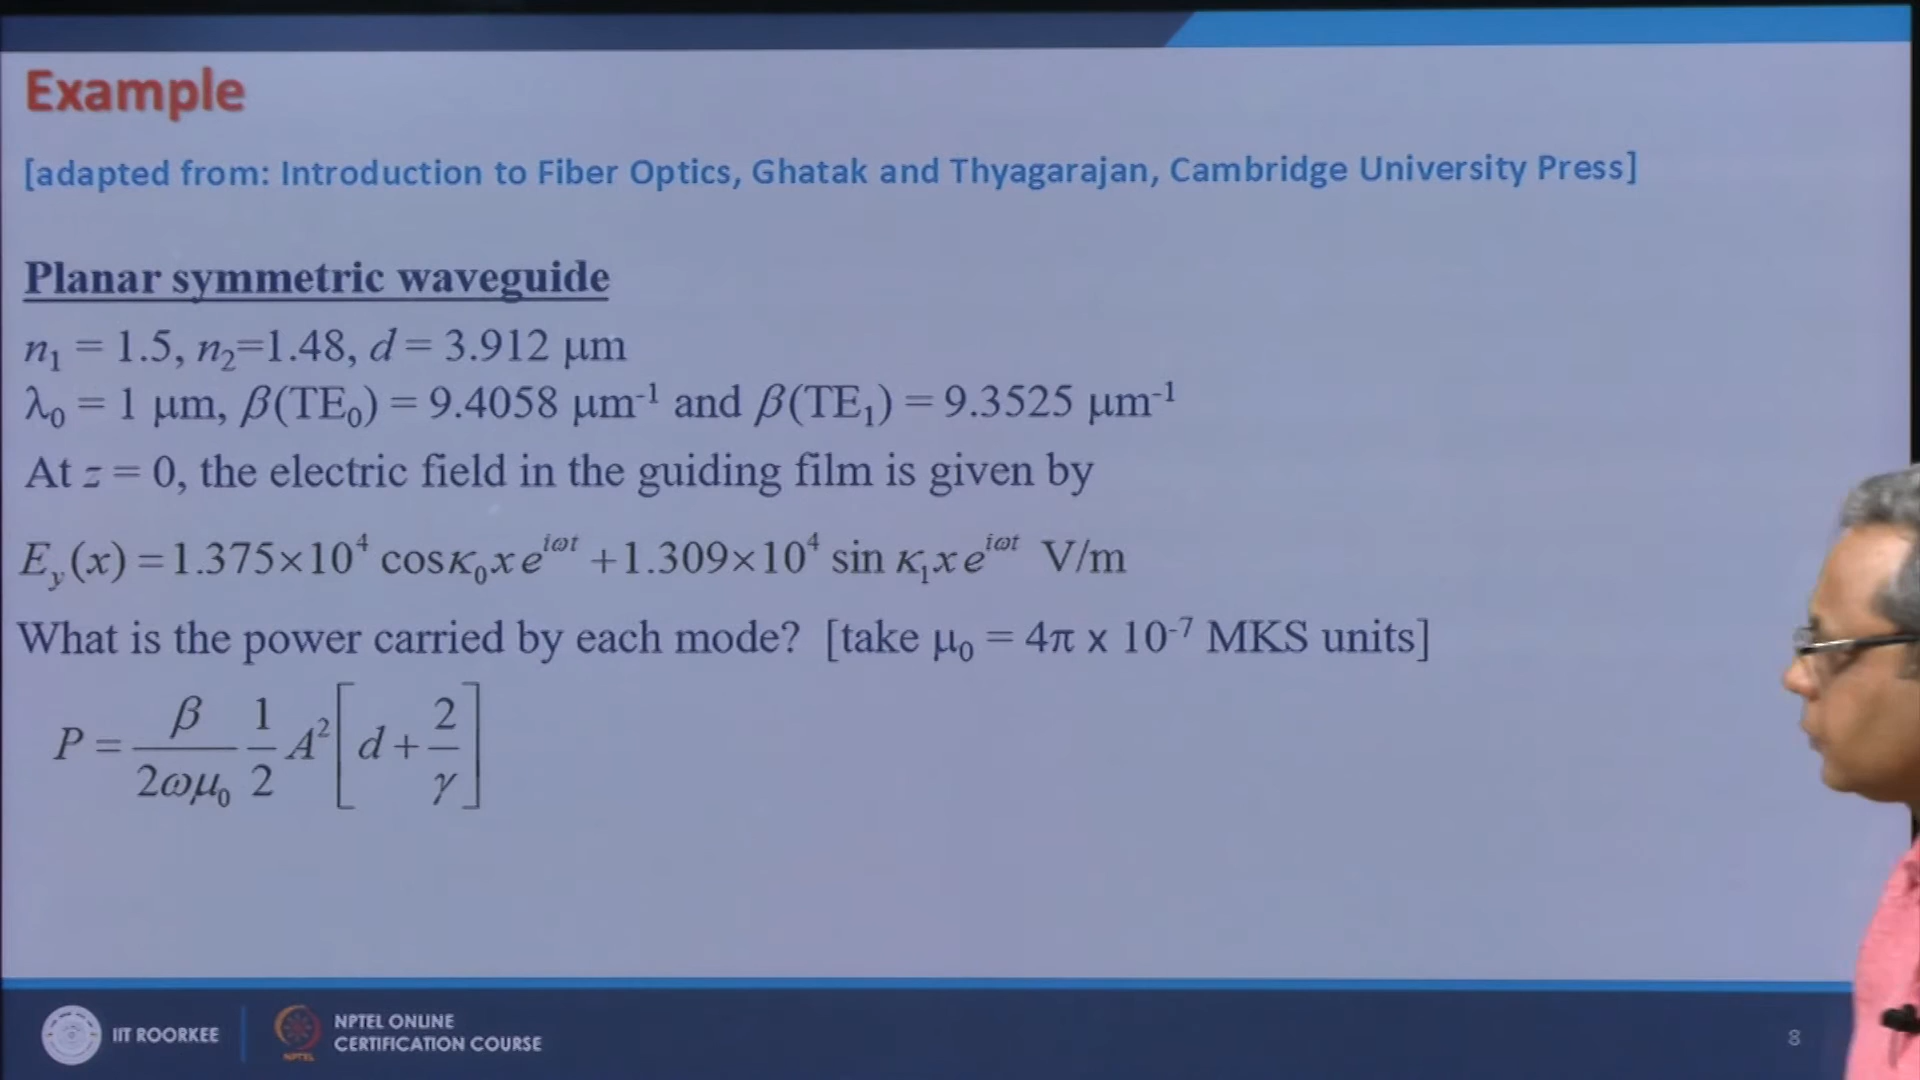 Example
[adapted from: Introduction to Fiber Optics, Ghatak and Thyagarajan, Cambridge University Press]
Planar symmetric waveguide
n₁ = 1.5, n₂=1.48, d = 3.912 μm
λ₀ = 1 μm, β(TE₀) = 9.4058 μm⁻¹ and β(TE₁) = 9.3525 μm⁻¹
At z = 0, the electric field in the guiding film is given by
E_y(x) = 1.375×10⁴ cos κ₀x e^{iωt} + 1.309×10⁴ sin κ₁x e^{iωt} V/m
What is the power carried by each mode? [take μ₀ = 4π x 10⁻⁷ MKS units]
P = \frac{β}{2ωμ₀} \frac{1}{2} A² [d + \frac{2}{γ}]
IIT ROORKEE
NPTEL
NPTEL ONLINE
CERTIFICATION COURSE
8